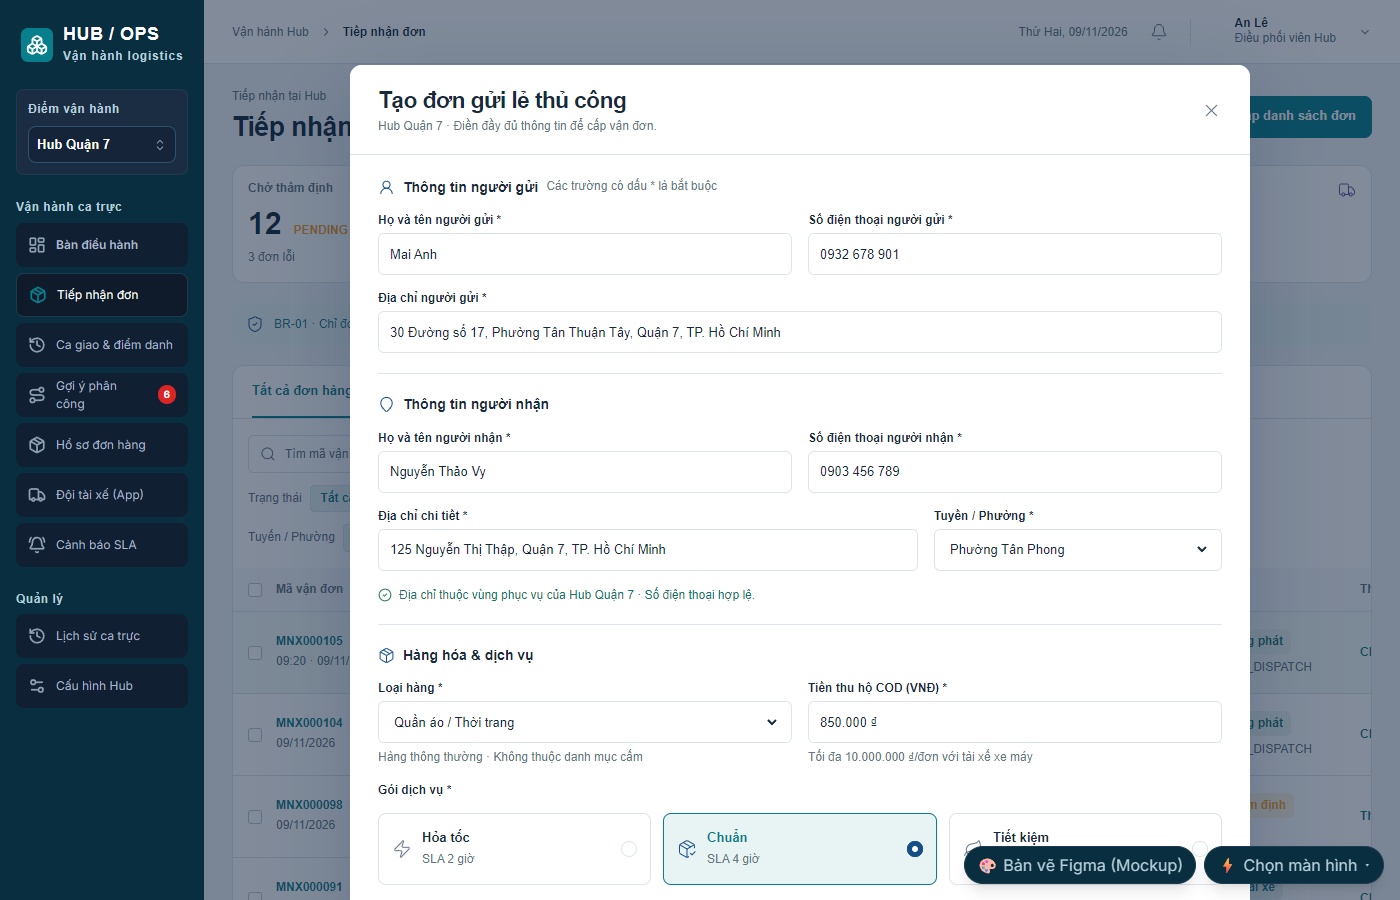 HUB / OPS
Vận hành logistics
Điểm vận hành
Hub Quận 7
Vận hành ca trực
Bàn điều hành
Tiếp nhận đơn
Ca giao & điểm danh
Gợi ý phân
công
6
Hồ sơ đơn hàng
Đội tài xế (App)
Cảnh báo SLA
Quản lý
Lịch sử ca trực
Cấu hình Hub
Vận hành Hub
Tiếp nhận đơn
Thứ Hai, 09/11/2026
An Lê
Điều phối viên Hub
Tiếp nhận tại Hub
Tiếp nhận
danh sách đơn
Chờ thẩm định
12 PENDING
3 đơn lỗi
BR-01 · Chỉ
Tất cả đơn hàng
Tìm mã vận
Trạng thái
Tất
Tuyến / Phường
Mã vận đơn
MNX000105
09:20 · 09/11/
phát
_DISPATCH
MNX000104
09/11/2026
phát
_DISPATCH
MNX000098
09/11/2026
định
MNX000091
tài xế
Tạo đơn gửi lẻ thủ công
Hub Quận 7 · Điền đầy đủ thông tin để cấp vận đơn.
Thông tin người gửi Các trường có dấu * là bắt buộc
Họ và tên người gửi *
Số điện thoại người gửi *
Mai Anh
0932 678 901
Địa chỉ người gửi *
30 Đường số 17, Phường Tân Thuận Tây, Quận 7, TP. Hồ Chí Minh
Thông tin người nhận
Họ và tên người nhận *
Số điện thoại người nhận *
Nguyễn Thảo Vy
0903 456 789
Địa chỉ chi tiết *
Tuyến / Phường *
125 Nguyễn Thị Thập, Quận 7, TP. Hồ Chí Minh
Phường Tân Phong
Địa chỉ thuộc vùng phục vụ của Hub Quận 7 · Số điện thoại hợp lệ.
Hàng hóa & dịch vụ
Loại hàng *
Tiền thu hộ COD (VNĐ) *
Quần áo / Thời trang
850.000 ₫
Hàng thông thường · Không thuộc danh mục cấm
Tối đa 10.000.000 ₫/đơn với tài xế xe máy
Gói dịch vụ *
Hỏa tốc
SLA 2 giờ
Chuẩn
SLA 4 giờ
Tiết kiệm
🎨 Bản vẽ Figma (Mockup)
⚡ Chọn màn hình ·